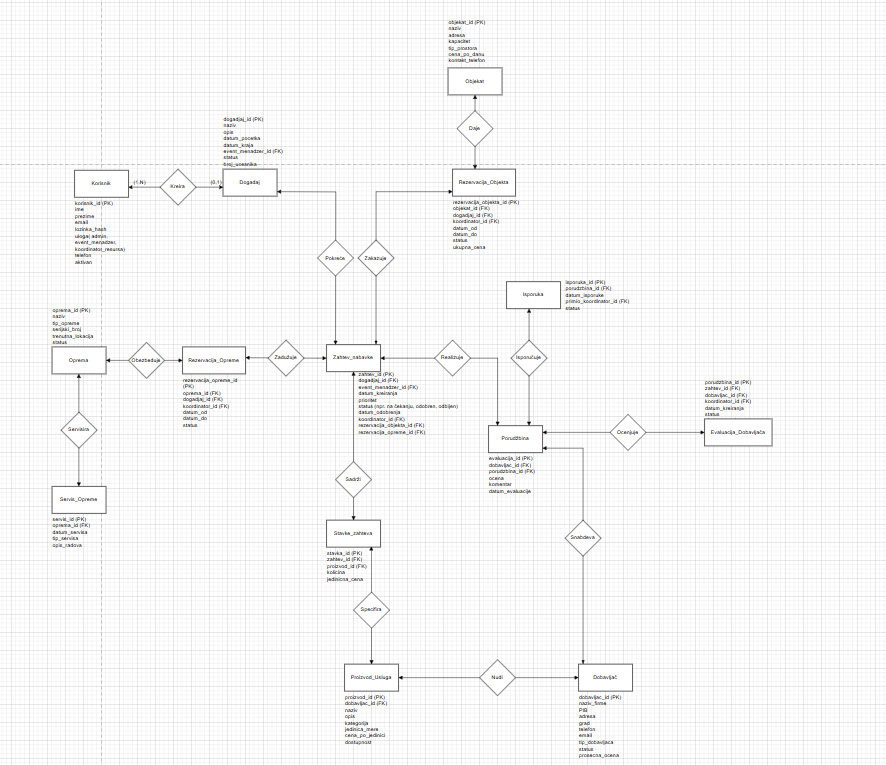 objekat_id (PK)
naziv
adresa
kapacitet
tip_prostora
cena_po_danu
kontakt_telefon
Objekat
Daje
dogadjaj_id (PK)
naziv
opis
datum_pocetka
datum_kraja
event_menadzer_id (FK)
status
broj_ucesnika
Korisnik
(1,N)
Kreira
(0,1)
Događaj
Rezervacija_Objekta
korisnik_id (PK)
ime
prezime
email
lozinka_hash
uloga( admin,
event_menadzer,
koordinator_resursa)
telefon
aktivan
rezervacija_objekta_id (PK)
objekat_id (FK)
dogadjaj_id (FK)
koordinator_id (FK)
datum_od
datum_do
status
ukupna_cena
Pokreće
Zakazuje
Isporuka
isporuka_id (PK)
porudzbina_id (FK)
datum_isporuke
primio_koordinator_id (FK)
status
oprema_id (PK)
naziv
tip_opreme
serijski_broj
trenutna_lokacija
status
Oprema
Obezbeđuje
Rezervacija_Opreme
Zadužuje
Zahtev_nabavke
Realizuje
Isporučuje
rezervacija_opreme_id
(PK)
oprema_id (FK)
dogadjaj_id (FK)
koordinator_id (FK)
datum_od
datum_do
status
zahtev_id (PK)
dogadjaj_id (FK)
event_menadzer_id (FK)
datum_kreiranja
prioritet
status (npr. na čekanju, odobren, odbijen)
datum_odobrenja
koordinator_id (FK)
rezervacija_objekta_id (FK)
rezervacija_opreme_id (FK)
porudzbina_id (PK)
zahtev_id (FK)
dobavljac_id (FK)
koordinator_id (FK)
datum_kreiranja
status
Servisira
Porudžbina
Ocenjuje
Evaluacija_Dobavljača
evaluacija_id (PK)
dobavljac_id (FK)
porudzbina_id (FK)
ocena
komentar
datum_evaluacije
Sadrži
Servis_Opreme
servis_id (PK)
oprema_id (FK)
datum_servisa
tip_servisa
opis_radova
Stavke_zahteva
Snabdeva
stavka_id (PK)
zahtev_id (FK)
proizvod_id (FK)
količina
jedinicna_cena
Specifira
Proizvod_Usluga
Nudi
Dobavljač
proizvod_id (PK)
dobavljac_id (FK)
naziv
opis
kategorija
jedinica_mere
cena_po_jedinici
dostupnost
dobavljac_id (PK)
naziv_firme
PIB
adresa
grad
telefon
email
tip_dobavljaca
status
prosecna_ocena